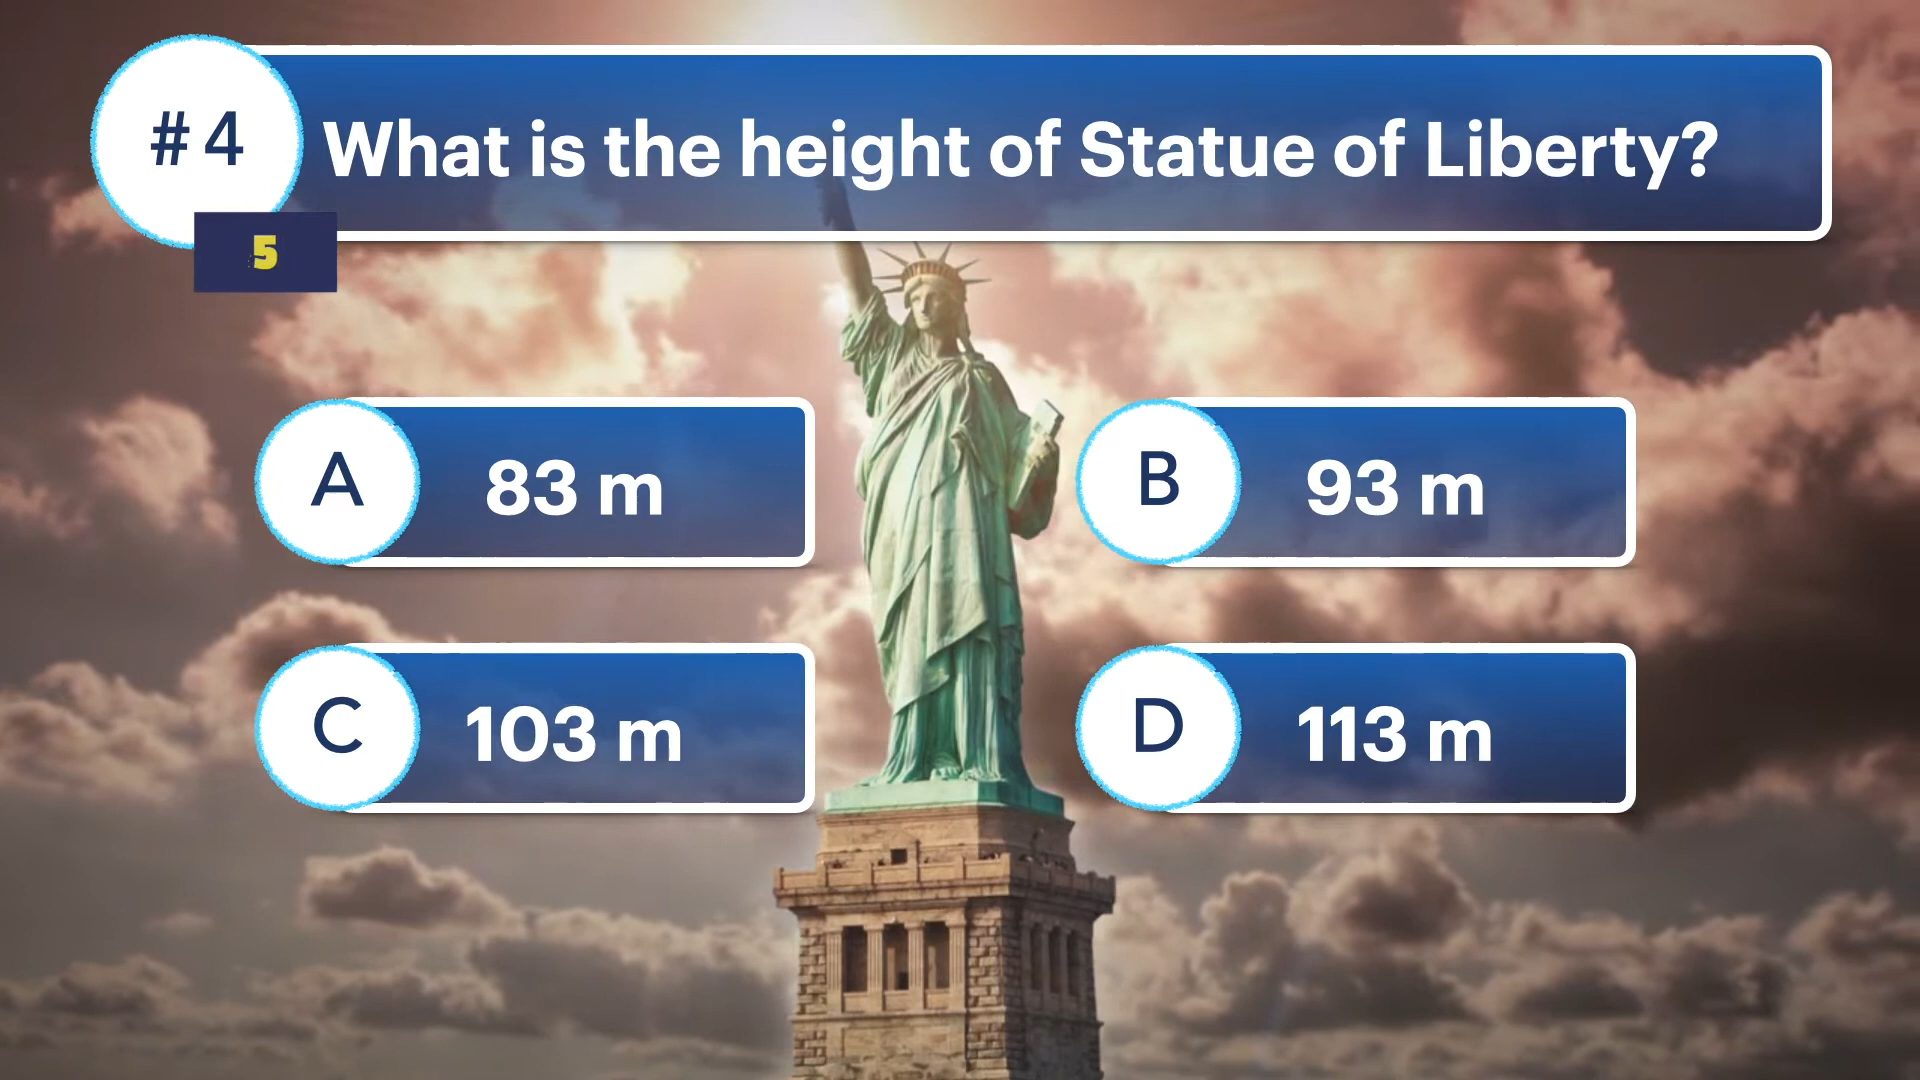 #4
What is the height of Statue of Liberty?
5
A 83 m
B 93 m
C 103 m
D 113 m